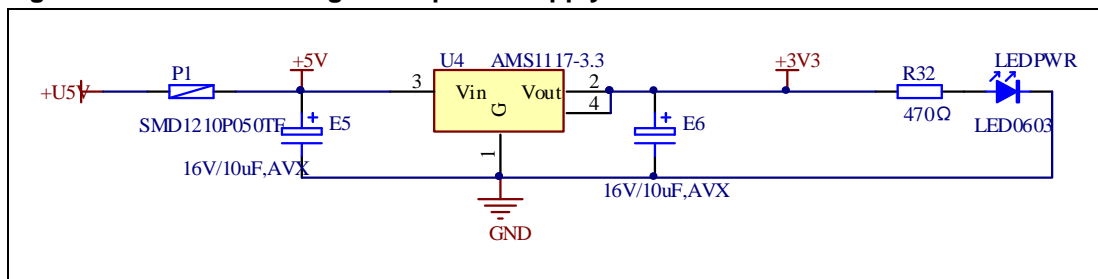 P1
+5V
U4
AMS1117-3.3
+3V3
LEDPWR
+U5V
3
Vin
Vout
2
4
G
R32
SMD1210P050TF
E5
E6
470Ω
LED0603
16V/10uF,AVX
1
16V/10uF,AVX
GND